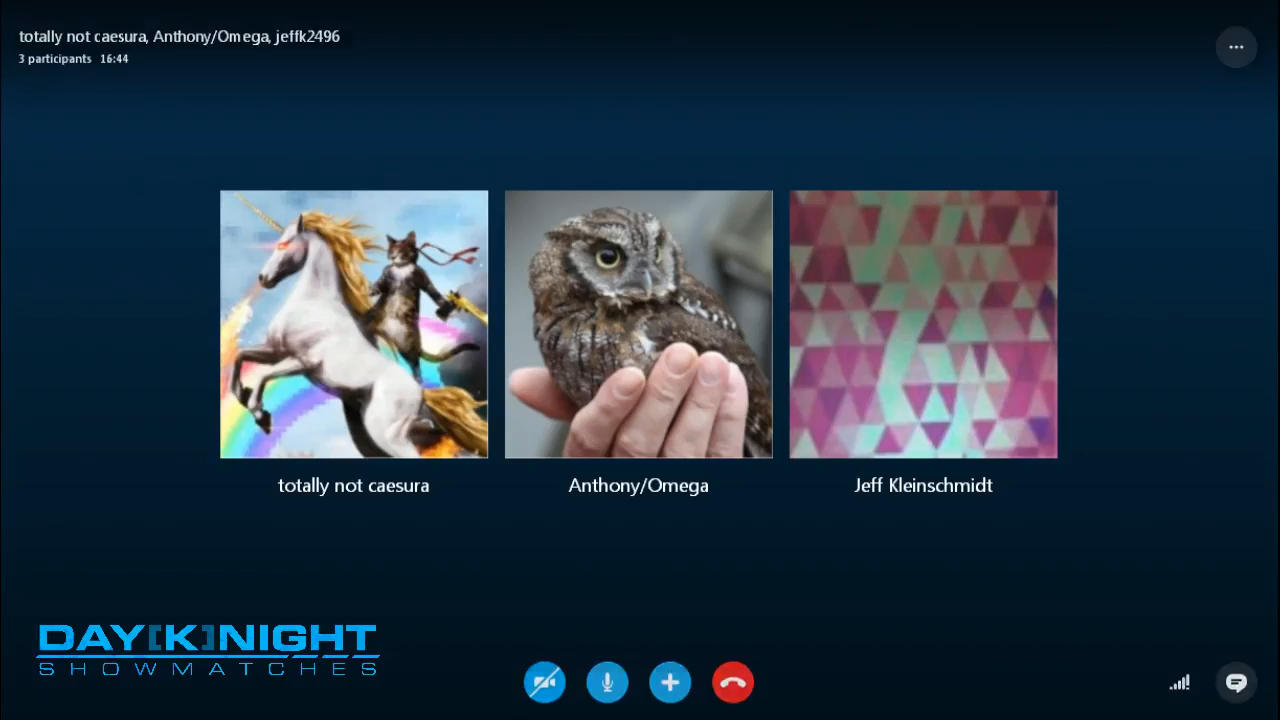 totally not caesura, Anthony/Omega, jeffk2496
3 participants 16:44
totally not caesura
Anthony/Omega
Jeff Kleinschmidt
DAY[K]NIGHT
SHOWMATCHES